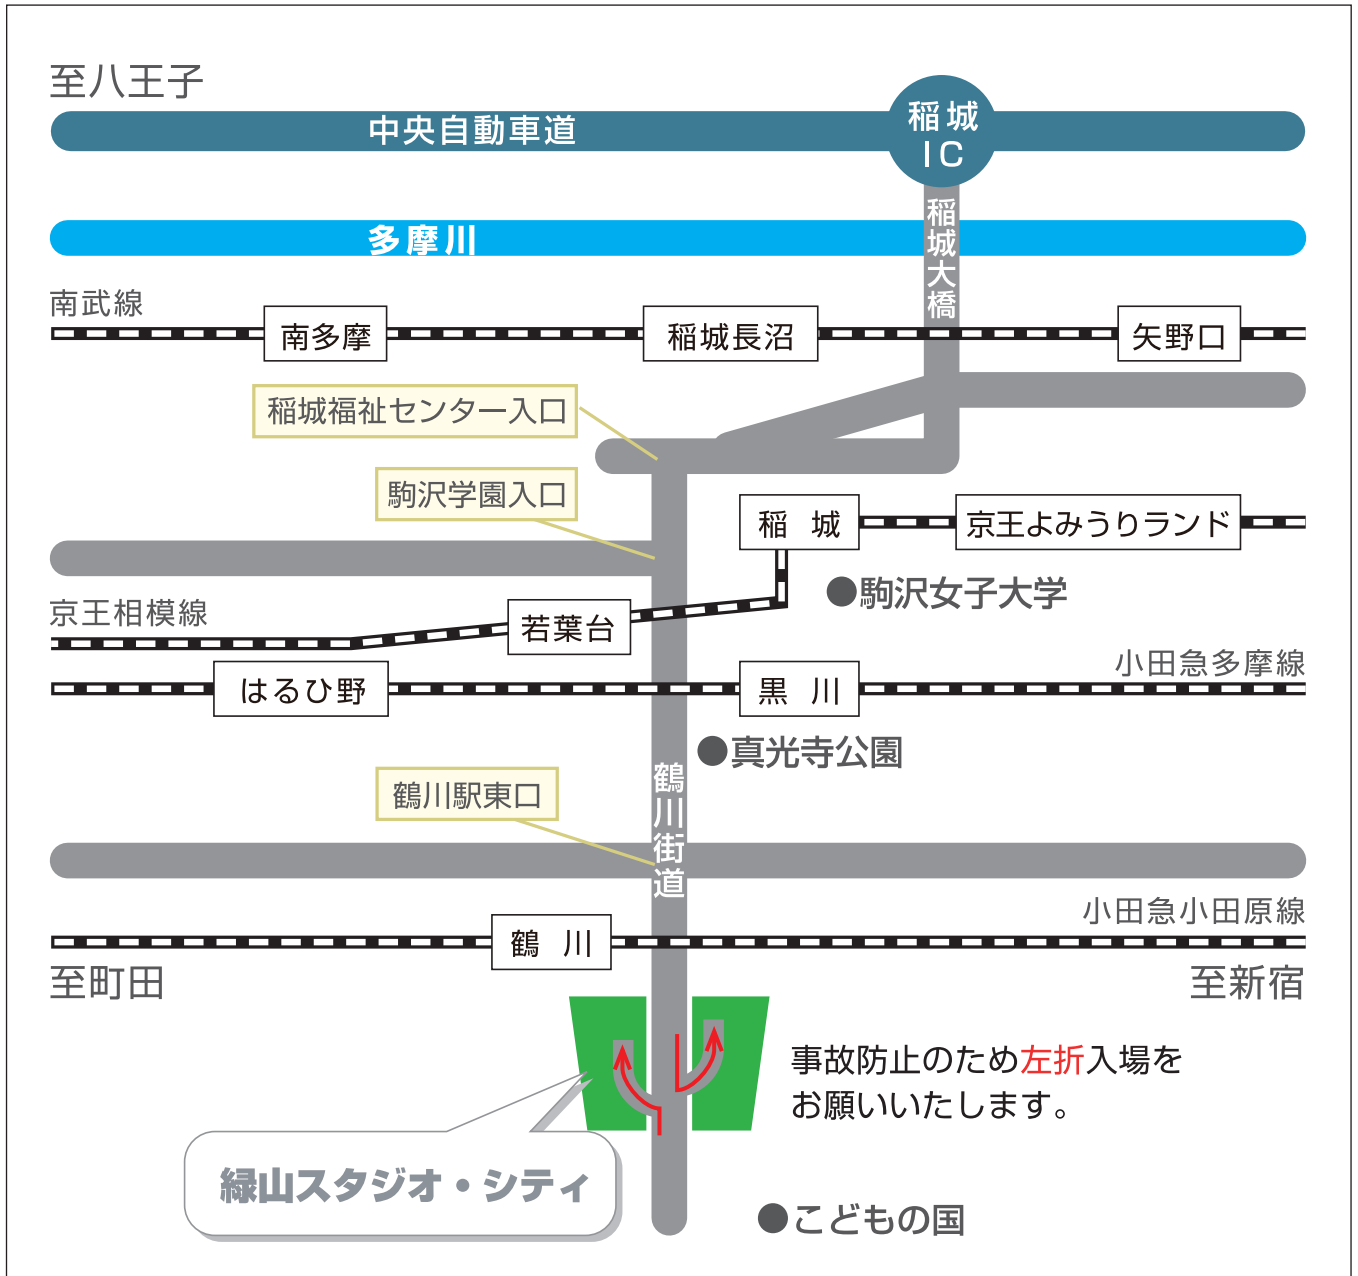 至八王子
中央自動車道
稲城
IC
多摩川
稲城大橋
南武線
南多摩
稲城長沼
矢野口
稲城福祉センター入口
駒沢学園入口
稲城
京王よみうりランド
駒沢女子大学
京王相模線
若葉台
小田急多摩線
はるひ野
黒川
真光寺公園
鶴川街道
鶴川駅東口
小田急小田原線
鶴川
至町田
至新宿
事故防止のため左折入場を
お願いいたします。
緑山スタジオ・シティ
こどもの国